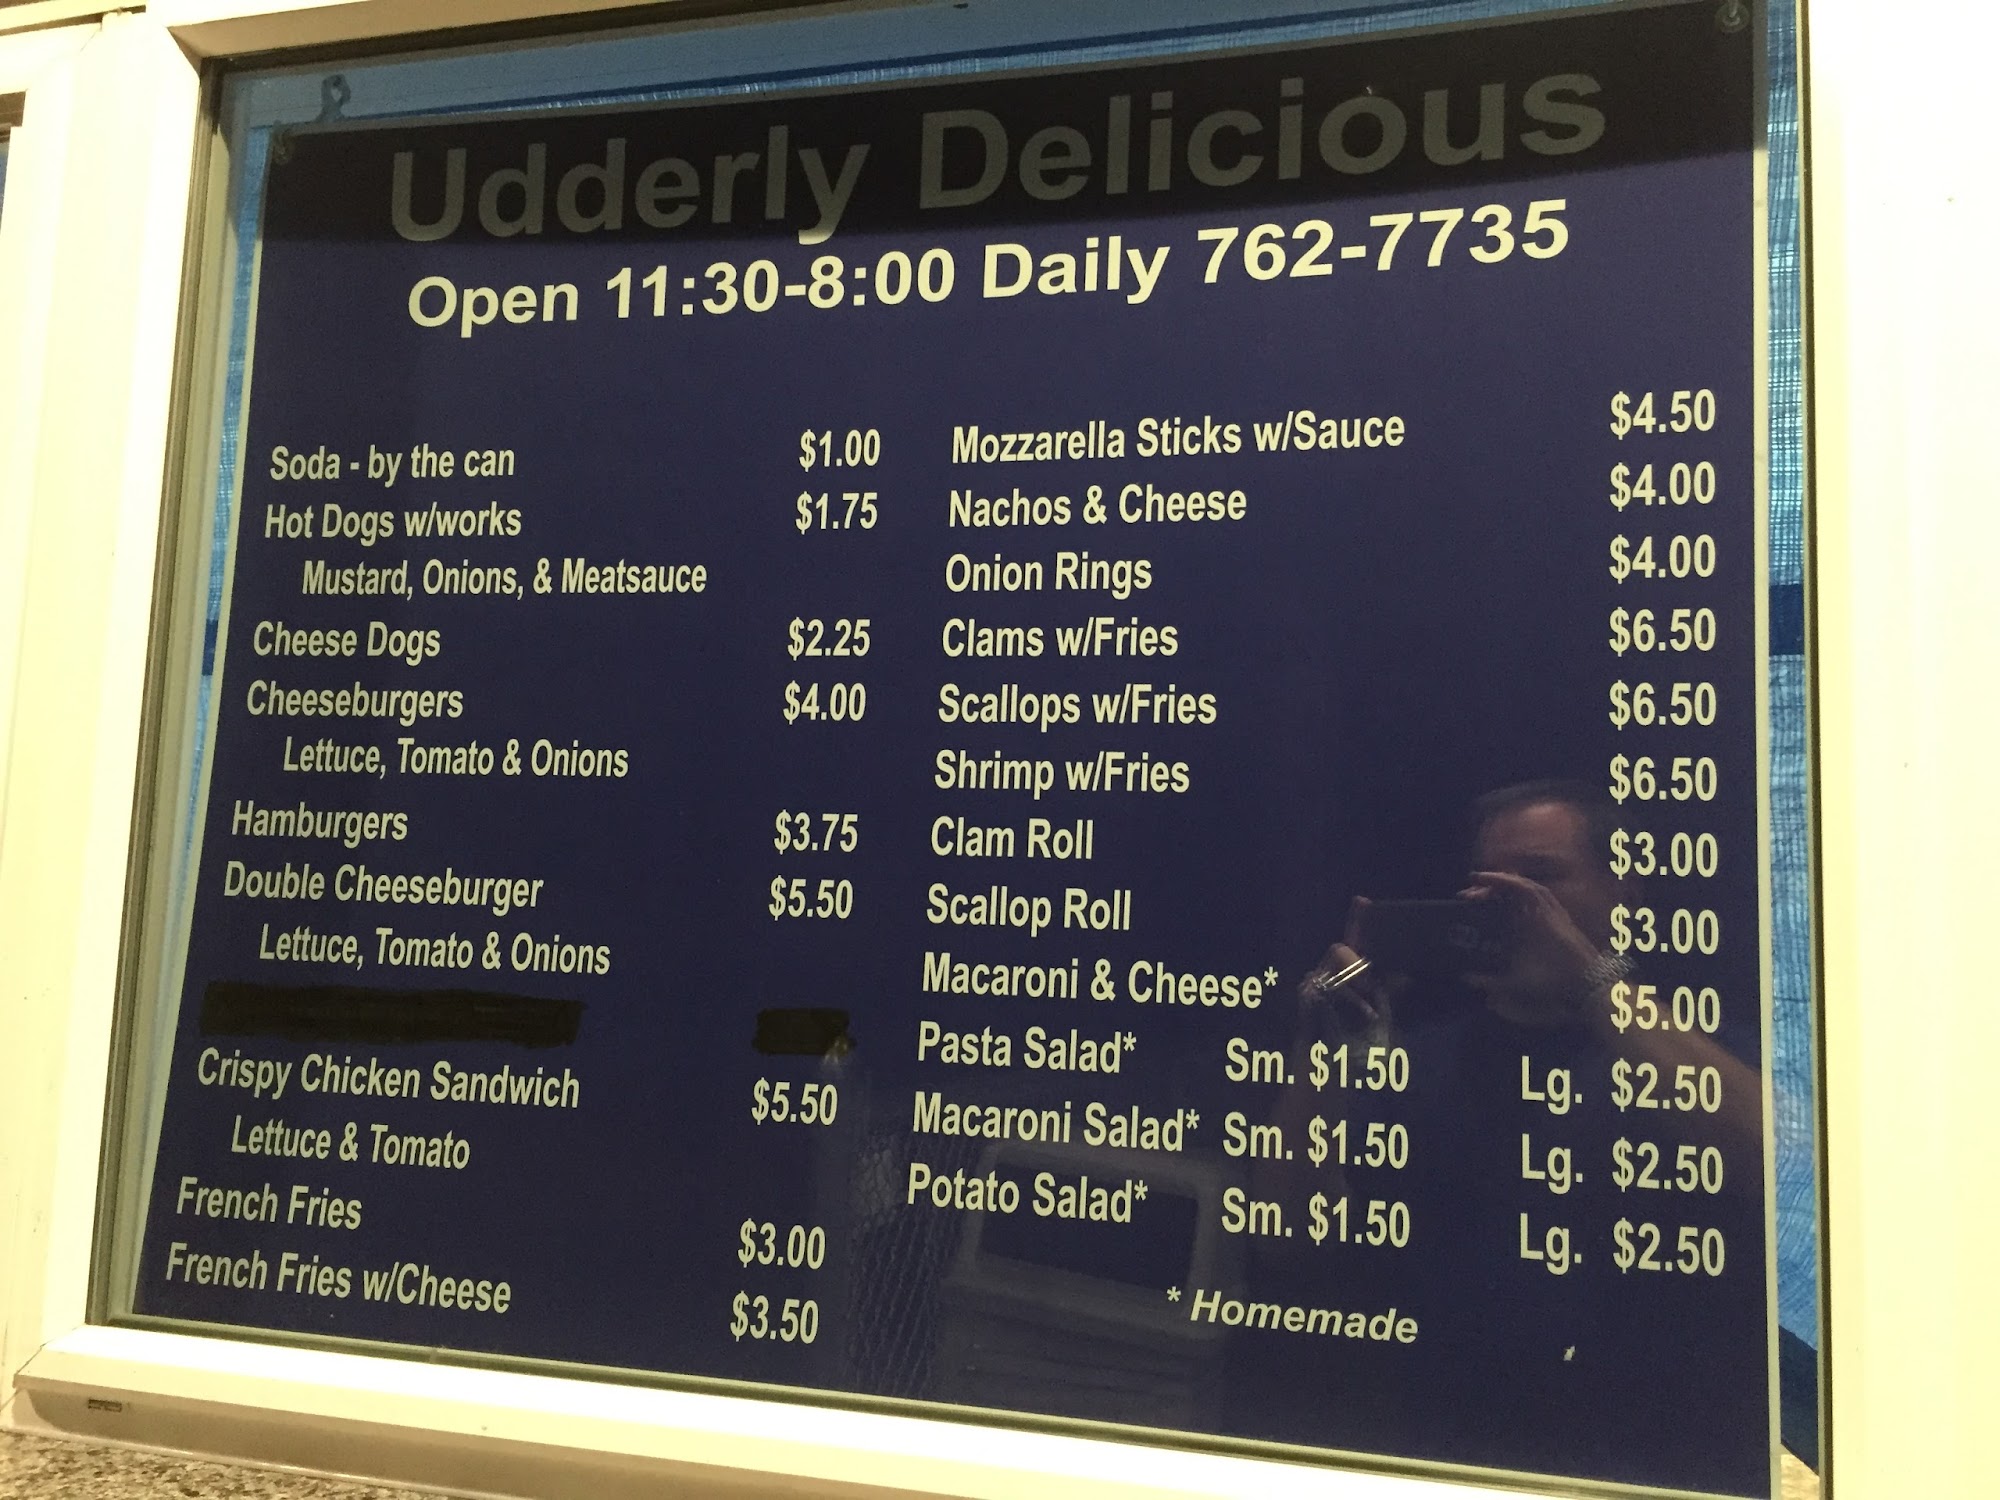 Udderly Delicious
Open 11:30-8:00 Daily 762-7735
Soda - by the can $1.00
Hot Dogs w/works $1.75
Mustard, Onions, & Meatsauce
Cheese Dogs $2.25
Cheeseburgers $4.00
Lettuce, Tomato & Onions
Hamburgers $3.75
Double Cheeseburger $5.50
Lettuce, Tomato & Onions
Crispy Chicken Sandwich $5.50
Lettuce & Tomato
French Fries $3.00
French Fries w/Cheese $3.50
Mozzarella Sticks w/Sauce $4.50
Nachos & Cheese $4.00
Onion Rings $4.00
Clams w/Fries $6.50
Scallops w/Fries $6.50
Shrimp w/Fries $6.50
Clam Roll $3.00
Scallop Roll $3.00
Macaroni & Cheese* $5.00
Pasta Salad* Sm. $1.50 Lg. $2.50
Macaroni Salad* Sm. $1.50 Lg. $2.50
Potato Salad* Sm. $1.50 Lg. $2.50
* Homemade